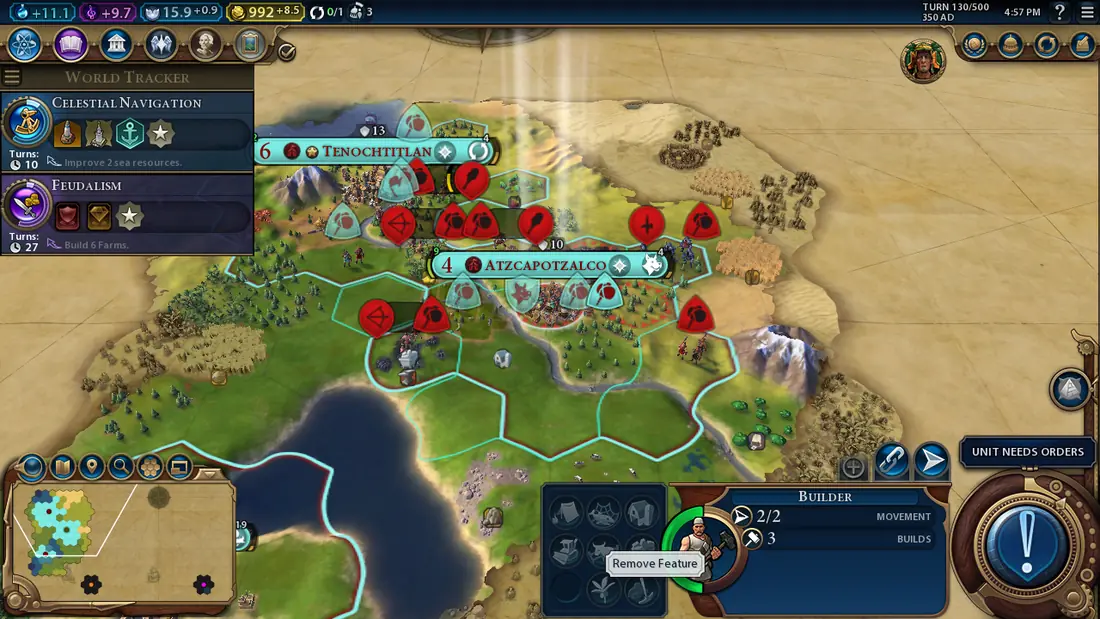 +11.1 +9.7 15.9+0.9 992+8.5 0/1 3
TURN 130/500
350 AD
4:57 PM ?
WORLD TRACKER
CELESTIAL NAVIGATION
Turns:
10
Improve 2 sea resources.
FEUDALISM
Turns:
27
Build 6 Farms.
13
6 TENOCHTITLAN 4
10
9 4 ATZCAPOTZALCO 4
UNIT NEEDS ORDERS
BUILDER
2/2 MOVEMENT
3 BUILDS
Remove Feature